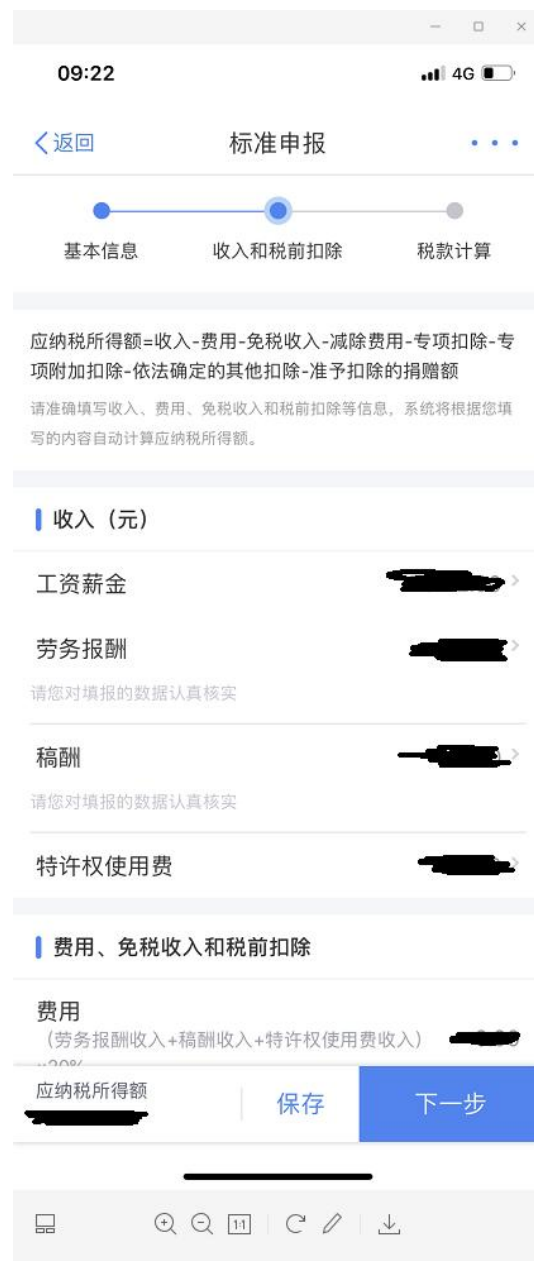 09:22
4G
返回
标准申报
基本信息
收入和税前扣除
税款计算
应纳税所得额=收入-费用-免税收入-减除费用-专项扣除-专
项附加扣除-依法确定的其他扣除-准予扣除的捐赠额
请准确填写收入、费用、免税收入和税前扣除等信息，系统将根据您填
写的内容自动计算应纳税所得额。
收入（元）
工资薪金
劳务报酬
请您对填报的数据认真核实
稿酬
请您对填报的数据认真核实
特许权使用费
费用、免税收入和税前扣除
费用
（劳务报酬收入+稿酬收入+特许权使用费收入）
应纳税所得额
保存
下一步
1:1